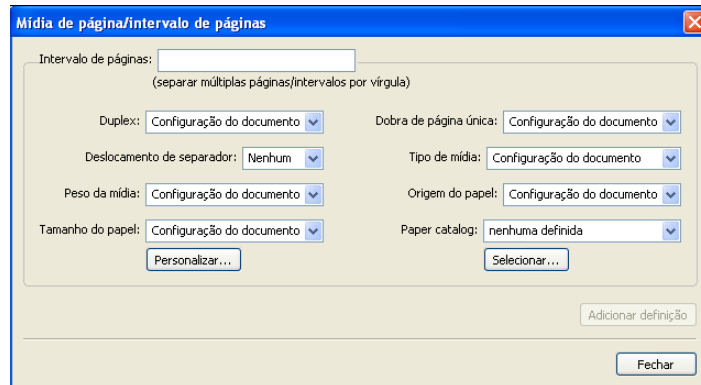 Mídia de página/intervalo de páginas
Intervalo de páginas:
(separar múltiplas páginas/intervalos por vírgula)
Duplex: Configuração do documento Dobra de página única: Configuração do documento
Deslocamento de separador: Nenhum Tipo de mídia: Configuração do documento
Peso da mídia: Configuração do documento Origem do papel: Configuração do documento
Tamanho do papel: Configuração do documento Paper catalog: nenhuma definida
Personalizar... Selecionar...
Adicionar definição
Fechar